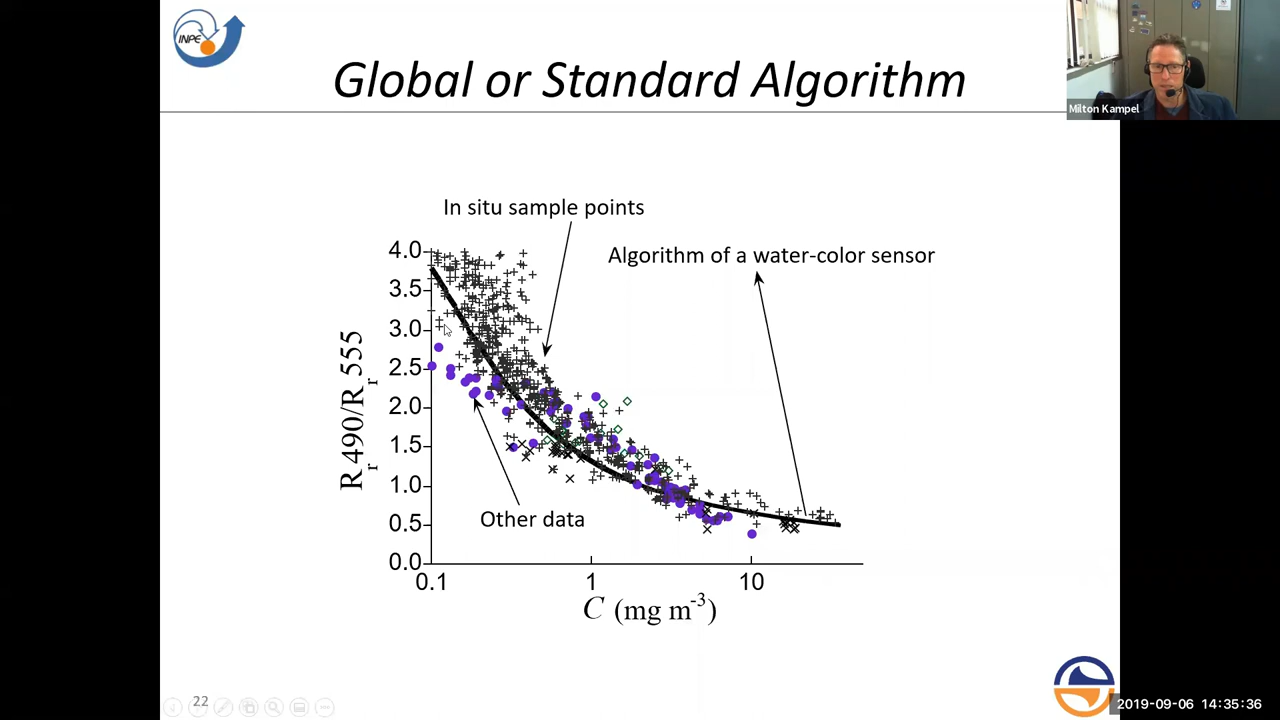 INPE
Global or Standard Algorithm
Milton Kampel
In situ sample points
Algorithm of a water-color sensor
4.0
3.5
3.0
2.5
2.0
1.5
1.0
0.5
0.0
Rr490/Rr555
Other data
0.1
1
10
C (mg m-3)
22
2019-09-06 14:35:36